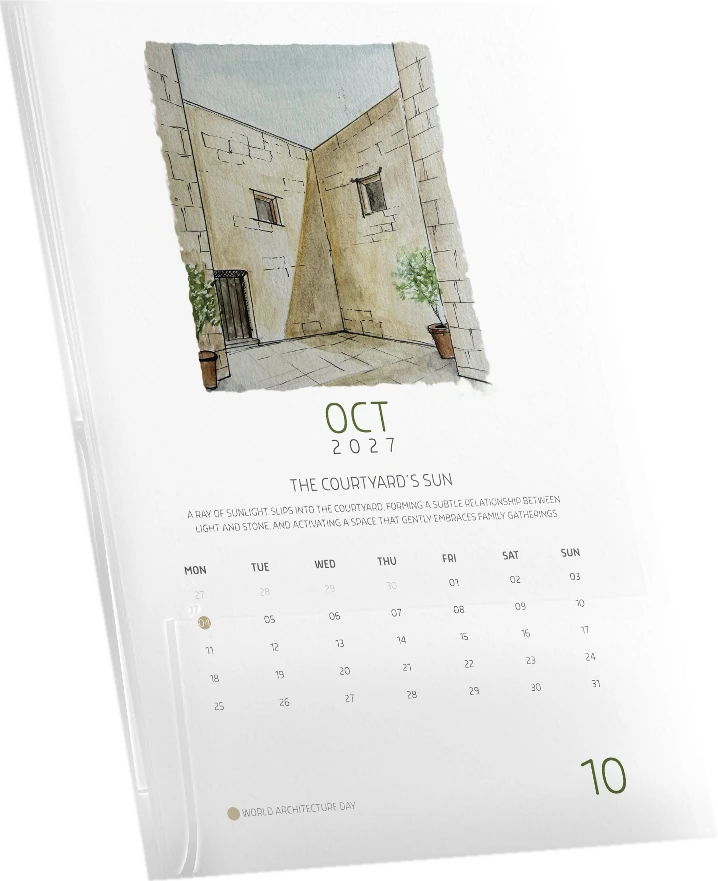 OCT
2027
THE COURTYARD'S SUN
A RAY OF SUNLIGHT SLIPS INTO THE COURTYARD, FORMING A SUBTLE RELATIONSHIP BETWEEN
LIGHT AND STONE, AND ACTIVATING A SPACE THAT GENTLY EMBRACES FAMILY GATHERINGS
MON TUE WED THU FRI SAT SUN
27 28 29 30 01 02 03
04 05 06 07 08 09 10
11 12 13 14 15 16 17
18 19 20 21 22 23 24
25 26 27 28 29 30 31
10
WORLD ARCHITECTURE DAY